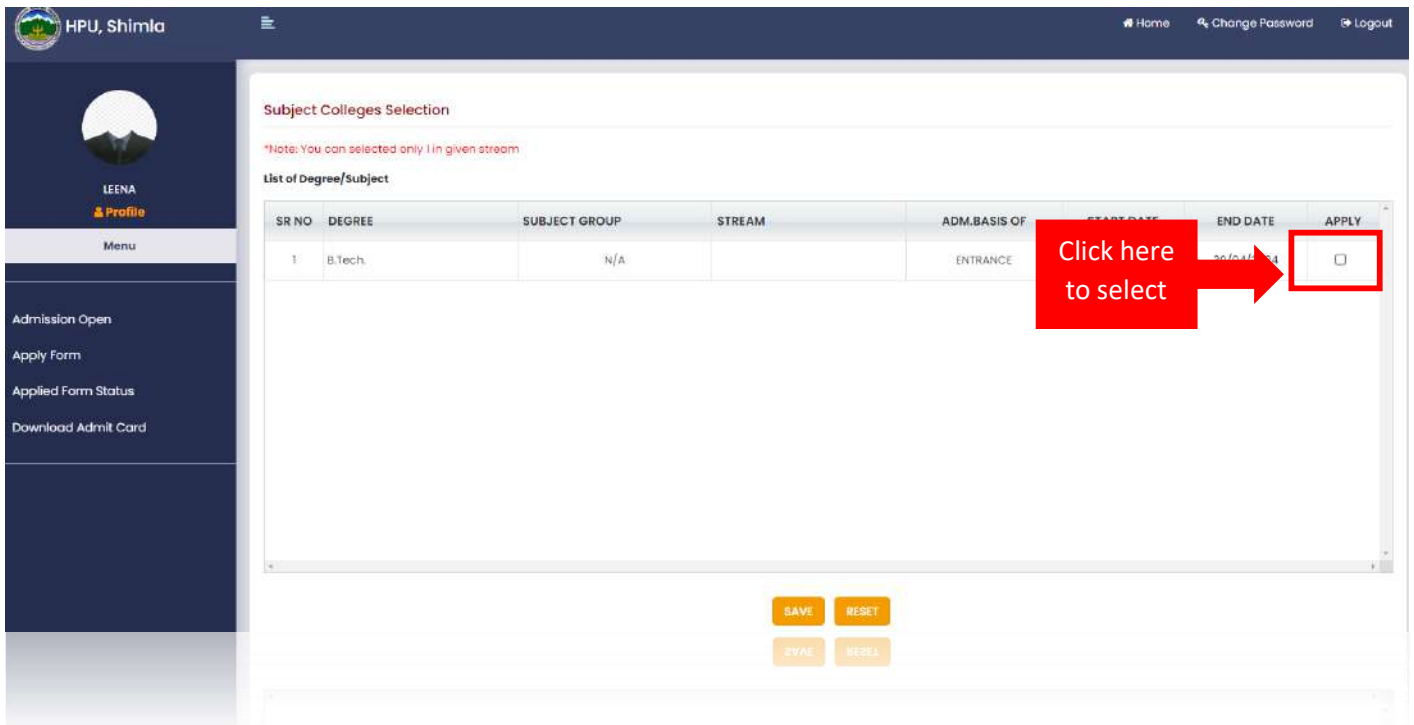 HPU, Shimla
Home Change Password Logout
LEENA
Profile
Menu
Admission Open
Apply Form
Applied Form Status
Download Admit Card
Subject Colleges Selection
*Note: You can selected only 1 in given stream
List of Degree/Subject
SR NO DEGREE SUBJECT GROUP STREAM ADM.BASIS OF START DATE END DATE APPLY
1 B.Tech. N/A ENTRANCE
Click here
to select
SAVE RESET